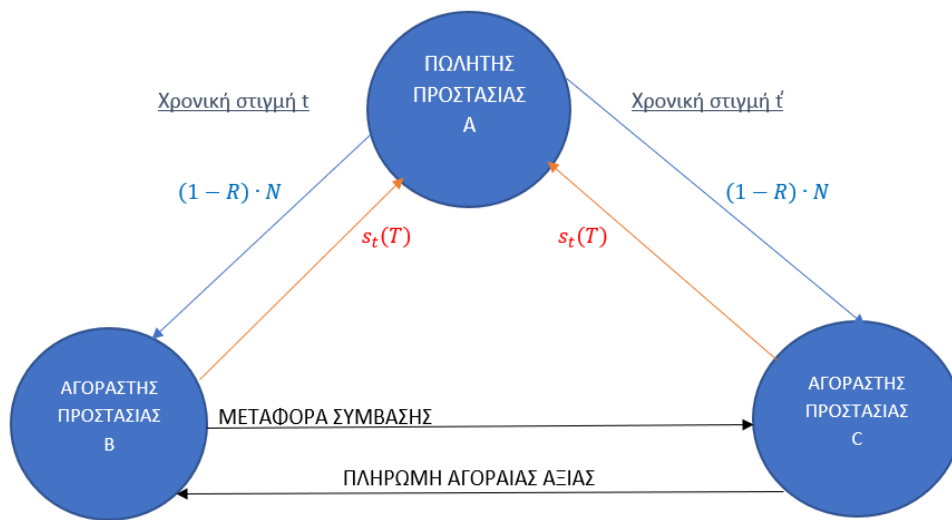 ΠΩΛΗΤΗΣ
ΠΡΟΣΤΑΣΙΑΣ
Α
Χρονική στιγμή t
Χρονική στιγμή t΄
(1 − R) · N
(1 − R) · N
s_t(T)
s_t(T)
ΑΓΟΡΑΣΤΗΣ
ΠΡΟΣΤΑΣΙΑΣ
Β
ΜΕΤΑΦΟΡΑ ΣΥΜΒΑΣΗΣ
ΠΛΗΡΩΜΗ ΑΓΟΡΑΙΑΣ ΑΞΙΑΣ
ΑΓΟΡΑΣΤΗΣ
ΠΡΟΣΤΑΣΙΑΣ
C